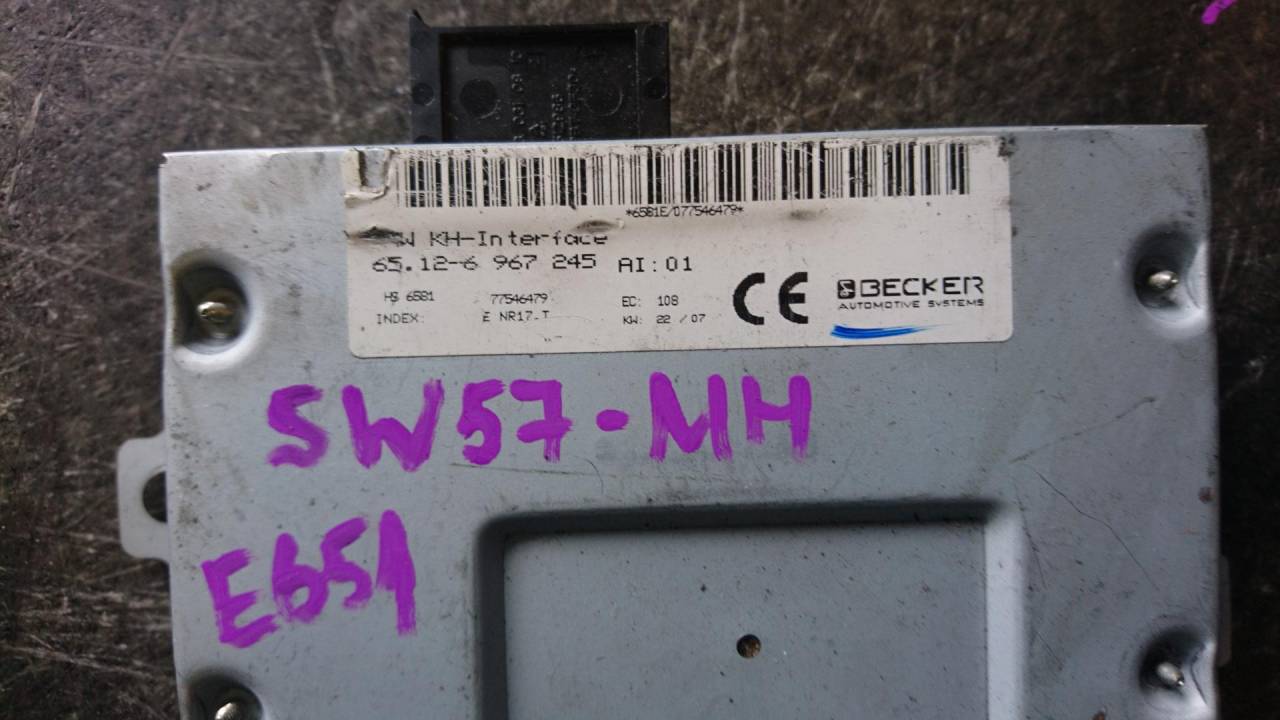 *6581E/077546479*
KH-Interface
65.12-6 967 245 AI:01
HS 6581 77546479 EC: 108
INDEX: E NR17.T KW: 22 /07
CE
BECKER
AUTOMOTIVE SYSTEMS
SW57-MH
E651